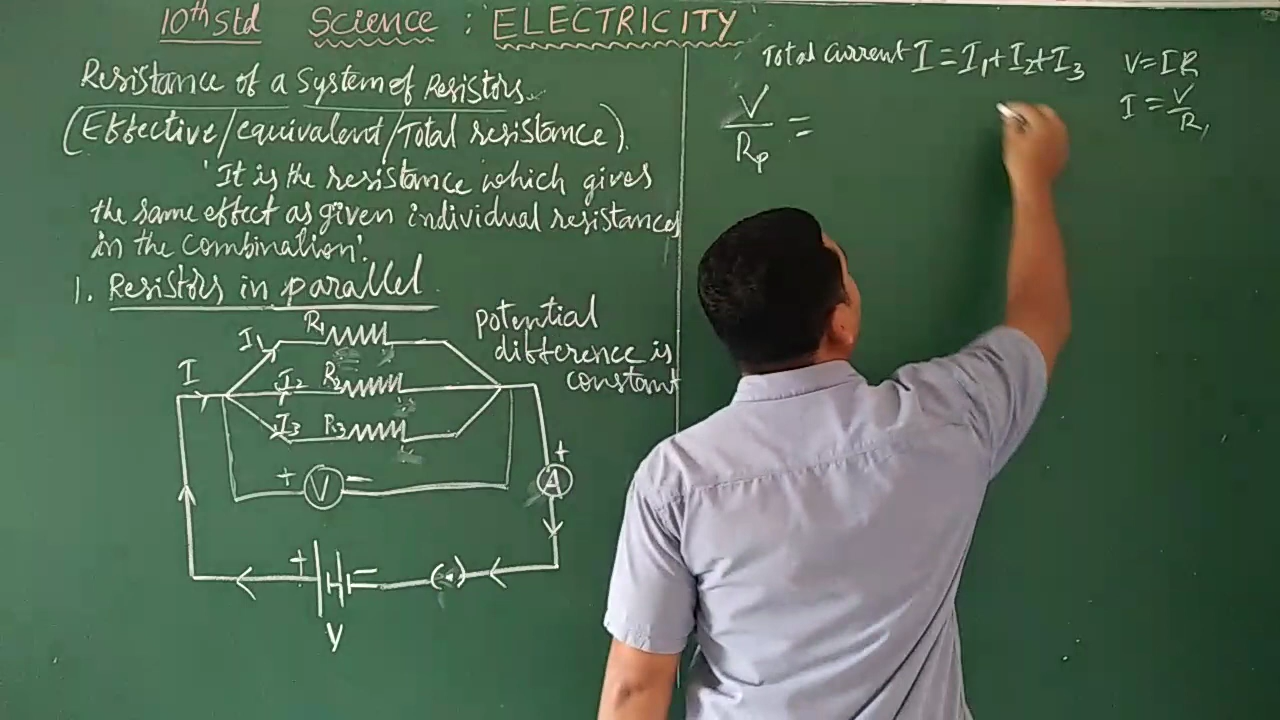 10th Std Science : ELECTRICITY
Resistance of a System of Resistors.
(Effective/equivalent/Total resistance).
'It is the resistance which gives
the same effect as given individual resistances
in the combination'.
1. Resistors in parallel
I
I1 R1
I2 R2
I3 R3
Potential
difference is
constant
+ V -
+
A
+ -
V
Total current I = I1 + I2 + I3
V/Rp =
V = IR
I = V/R1